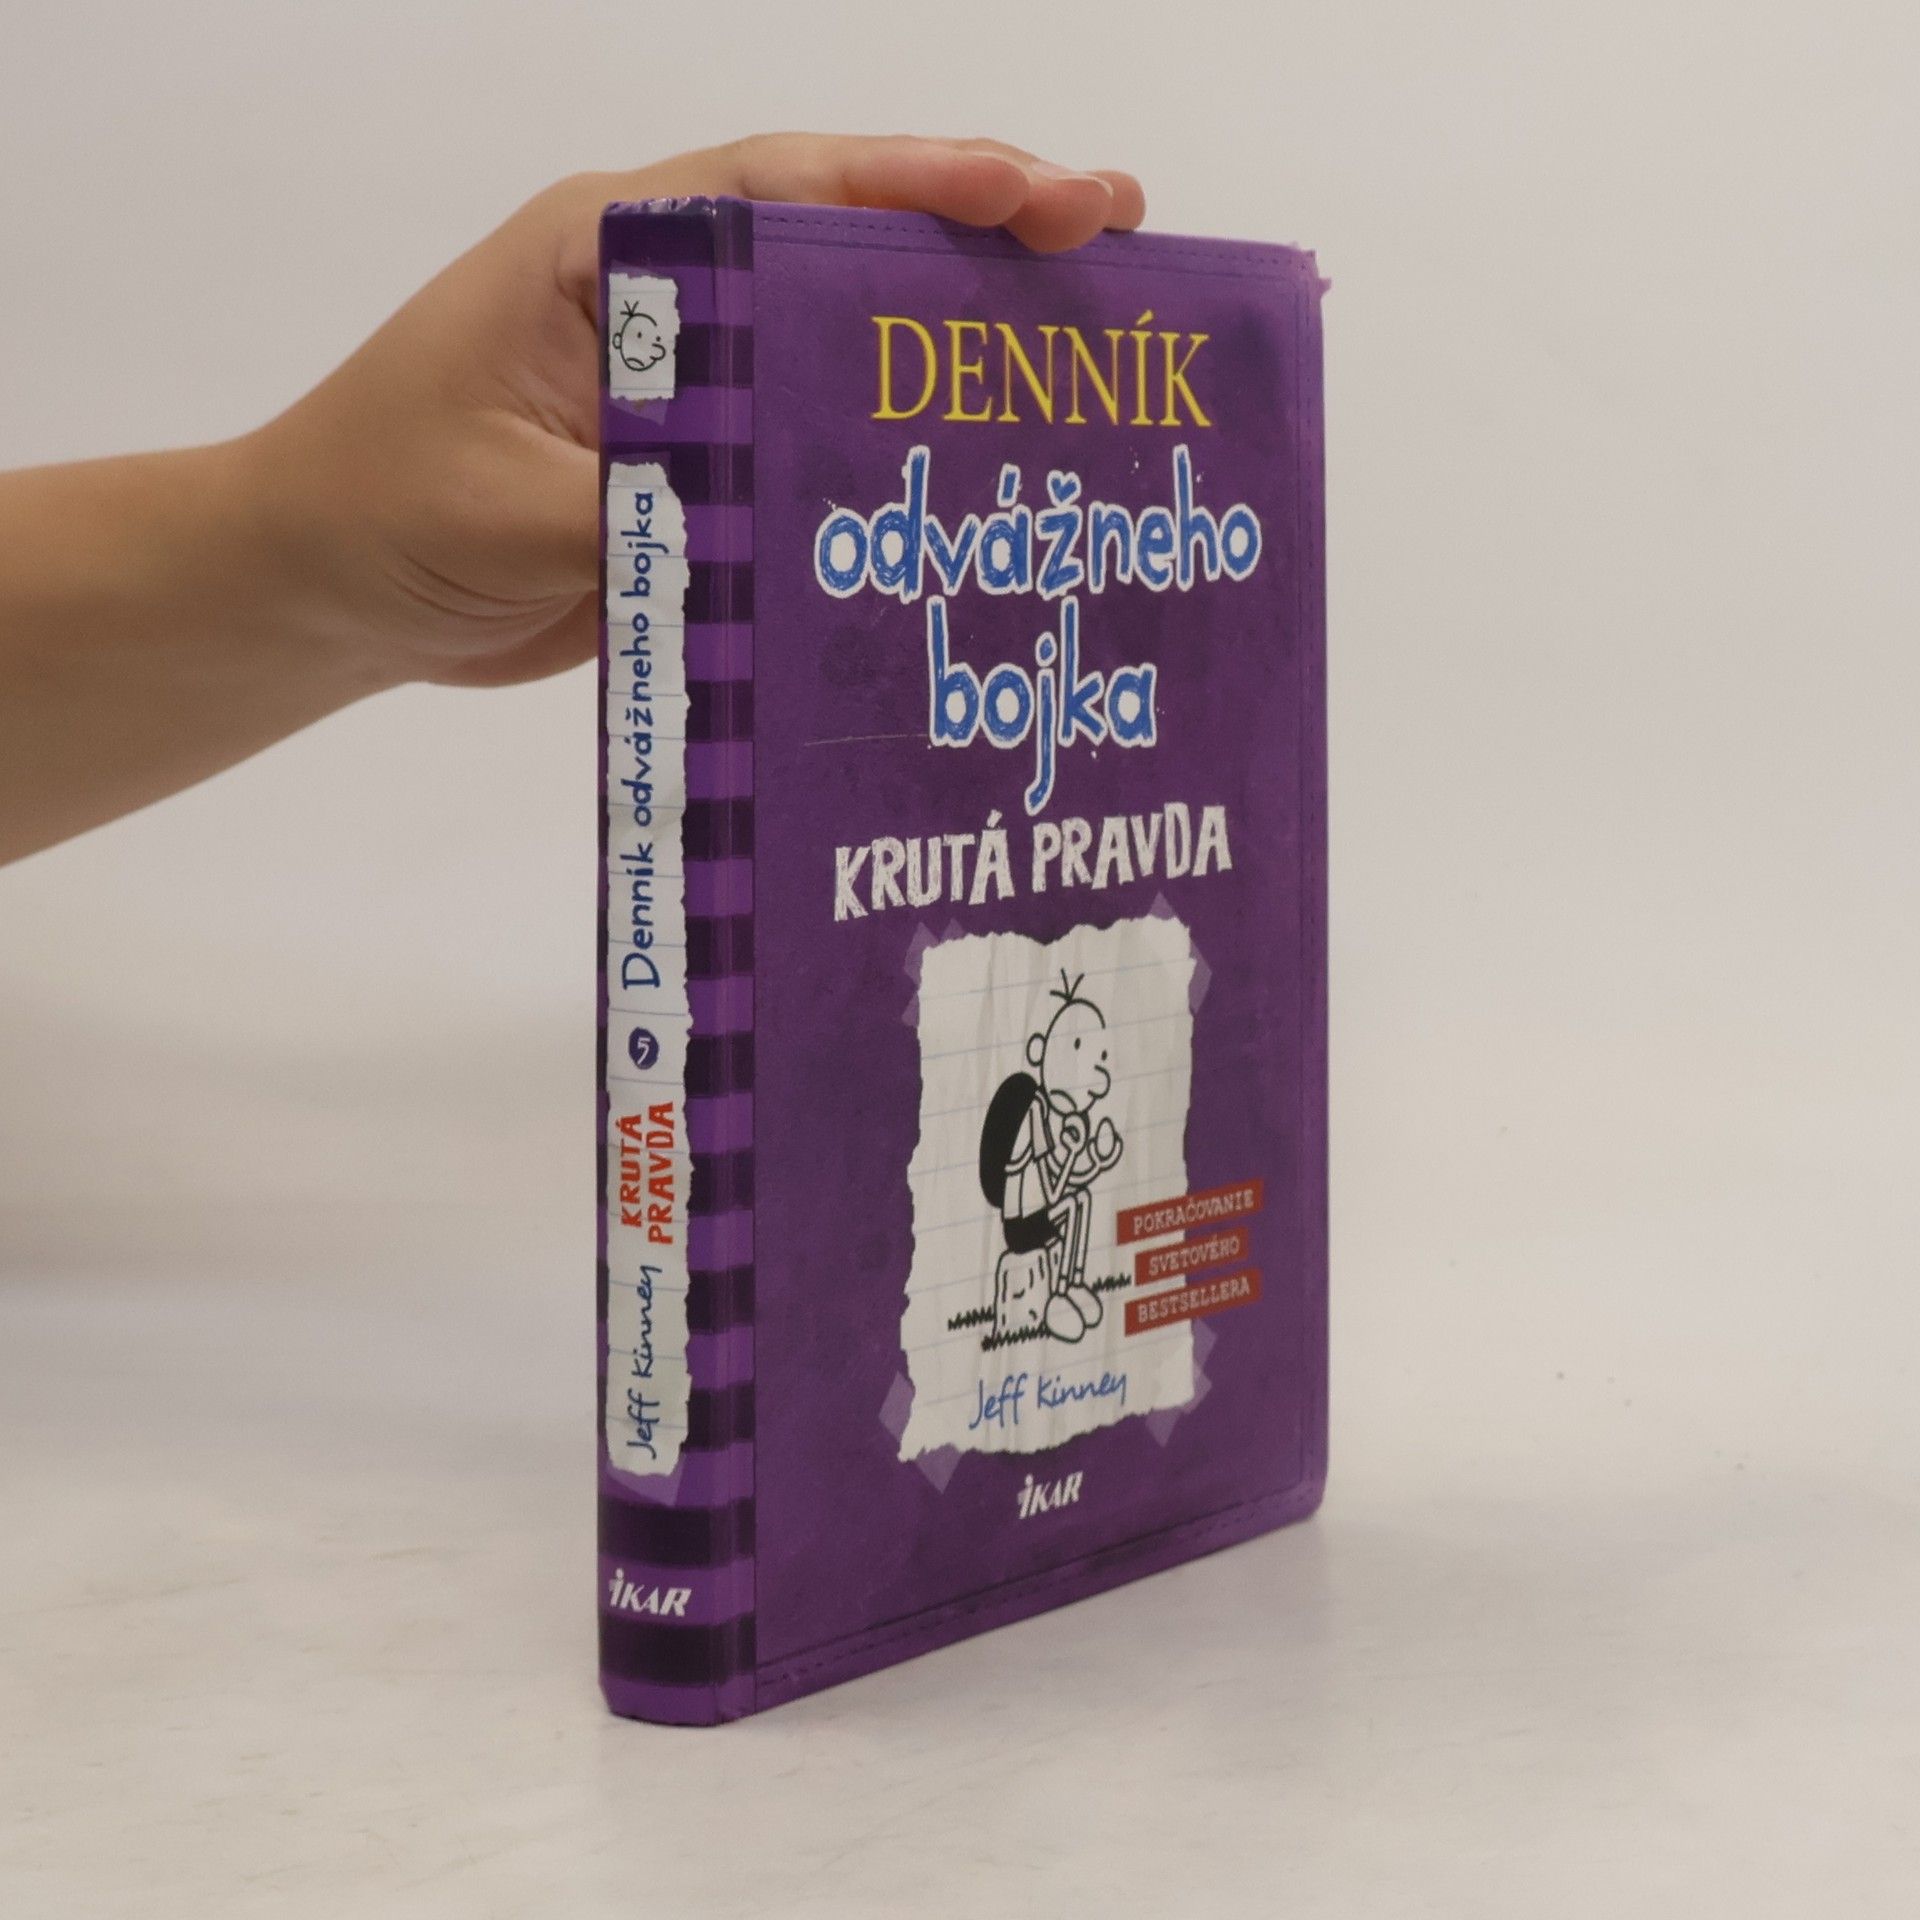 DENNÍK
odvážneho
bojka
KRUTÁ PRAVDA
POKRAČOVANIE
SVETOVÉHO
BESTSELLERA
Jeff Kinney
iKAR
Jeff Kinney
KRUTÁ
PRAVDA
5
Denník odvážneho bojka
iKAR